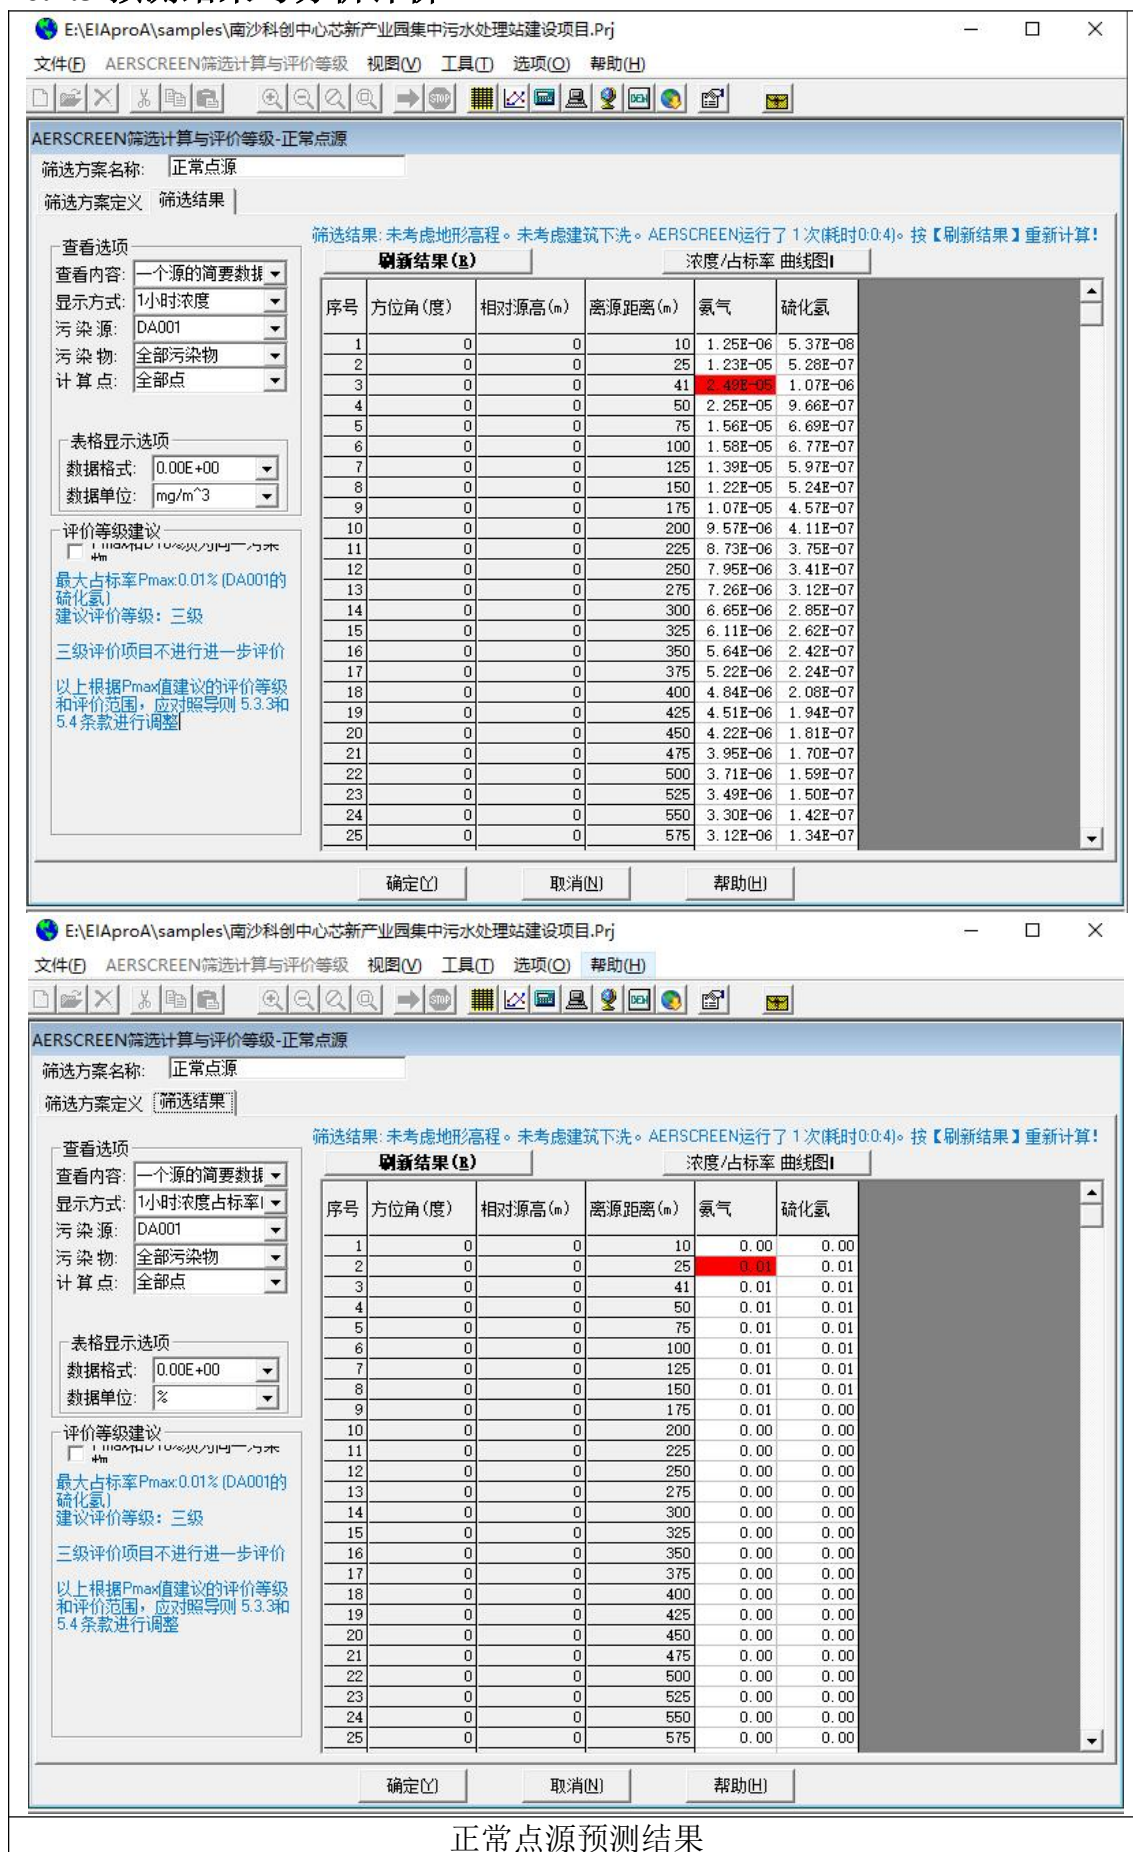 E:\EIAproA\samples\南沙科创中心芯新产业园集中污水处理站建设项目.Prj
文件(F) AERSCREEN筛选计算与评价等级 视图(V) 工具(T) 选项(O) 帮助(H)
AERSCREEN筛选计算与评价等级-正常点源
筛选方案名称: 正常点源
筛选方案定义 筛选结果
筛选结果: 未考虑地形高程。未考虑建筑下洗。AERSCREEN运行了 1 次(耗时0:0:4)。按【刷新结果】重新计算!
查看选项
查看内容: 一个源的简要数据
显示方式: 1小时浓度
污 染 源: DA001
污 染 物: 全部污染物
计 算 点: 全部点
表格显示选项
数据格式: 0.00E+00
数据单位: mg/m^3
评价等级建议
最大占标率Pmax:0.01% (DA001的
硫化氢)
建议评价等级: 三级
三级评价项目不进行进一步评价
以上根据Pmax值建议的评价等级
和评价范围, 应对照导则 5.3.3和
5.4 条款进行调整
刷新结果(R) 浓度/占标率 曲线图
序号 方位角(度) 相对源高(m) 离源距离(m) 氨气 硫化氢
1 0 0 10 1.25E-06 5.37E-08
2 0 0 25 1.23E-05 5.28E-07
3 0 0 41 2.49E-05 1.07E-06
4 0 0 50 2.25E-05 9.66E-07
5 0 0 75 1.56E-05 6.69E-07
6 0 0 100 1.58E-05 6.77E-07
7 0 0 125 1.39E-05 5.97E-07
8 0 0 150 1.22E-05 5.24E-07
9 0 0 175 1.07E-05 4.57E-07
10 0 0 200 9.57E-06 4.11E-07
11 0 0 225 8.73E-06 3.75E-07
12 0 0 250 7.95E-06 3.41E-07
13 0 0 275 7.26E-06 3.12E-07
14 0 0 300 6.65E-06 2.85E-07
15 0 0 325 6.11E-06 2.62E-07
16 0 0 350 5.64E-06 2.42E-07
17 0 0 375 5.22E-06 2.24E-07
18 0 0 400 4.84E-06 2.08E-07
19 0 0 425 4.51E-06 1.94E-07
20 0 0 450 4.22E-06 1.81E-07
21 0 0 475 3.95E-06 1.70E-07
22 0 0 500 3.71E-06 1.59E-07
23 0 0 525 3.49E-06 1.50E-07
24 0 0 550 3.30E-06 1.42E-07
25 0 0 575 3.12E-06 1.34E-07
确定(Y) 取消(N) 帮助(H)
E:\EIAproA\samples\南沙科创中心芯新产业园集中污水处理站建设项目.Prj
文件(F) AERSCREEN筛选计算与评价等级 视图(V) 工具(T) 选项(O) 帮助(H)
AERSCREEN筛选计算与评价等级-正常点源
筛选方案名称: 正常点源
筛选方案定义 筛选结果
筛选结果: 未考虑地形高程。未考虑建筑下洗。AERSCREEN运行了 1 次(耗时0:0:4)。按【刷新结果】重新计算!
查看选项
查看内容: 一个源的简要数据
显示方式: 1小时浓度占标率
污 染 源: DA001
污 染 物: 全部污染物
计 算 点: 全部点
表格显示选项
数据格式: 0.00E+00
数据单位: %
评价等级建议
最大占标率Pmax:0.01% (DA001的
硫化氢)
建议评价等级: 三级
三级评价项目不进行进一步评价
以上根据Pmax值建议的评价等级
和评价范围, 应对照导则 5.3.3和
5.4 条款进行调整
刷新结果(R) 浓度/占标率 曲线图
序号 方位角(度) 相对源高(m) 离源距离(m) 氨气 硫化氢
1 0 0 10 0.00 0.00
2 0 0 25 0.01 0.01
3 0 0 41 0.01 0.01
4 0 0 50 0.01 0.01
5 0 0 75 0.01 0.01
6 0 0 100 0.01 0.01
7 0 0 125 0.01 0.01
8 0 0 150 0.01 0.01
9 0 0 175 0.01 0.00
10 0 0 200 0.00 0.00
11 0 0 225 0.00 0.00
12 0 0 250 0.00 0.00
13 0 0 275 0.00 0.00
14 0 0 300 0.00 0.00
15 0 0 325 0.00 0.00
16 0 0 350 0.00 0.00
17 0 0 375 0.00 0.00
18 0 0 400 0.00 0.00
19 0 0 425 0.00 0.00
20 0 0 450 0.00 0.00
21 0 0 475 0.00 0.00
22 0 0 500 0.00 0.00
23 0 0 525 0.00 0.00
24 0 0 550 0.00 0.00
25 0 0 575 0.00 0.00
确定(Y) 取消(N) 帮助(H)
正常点源预测结果